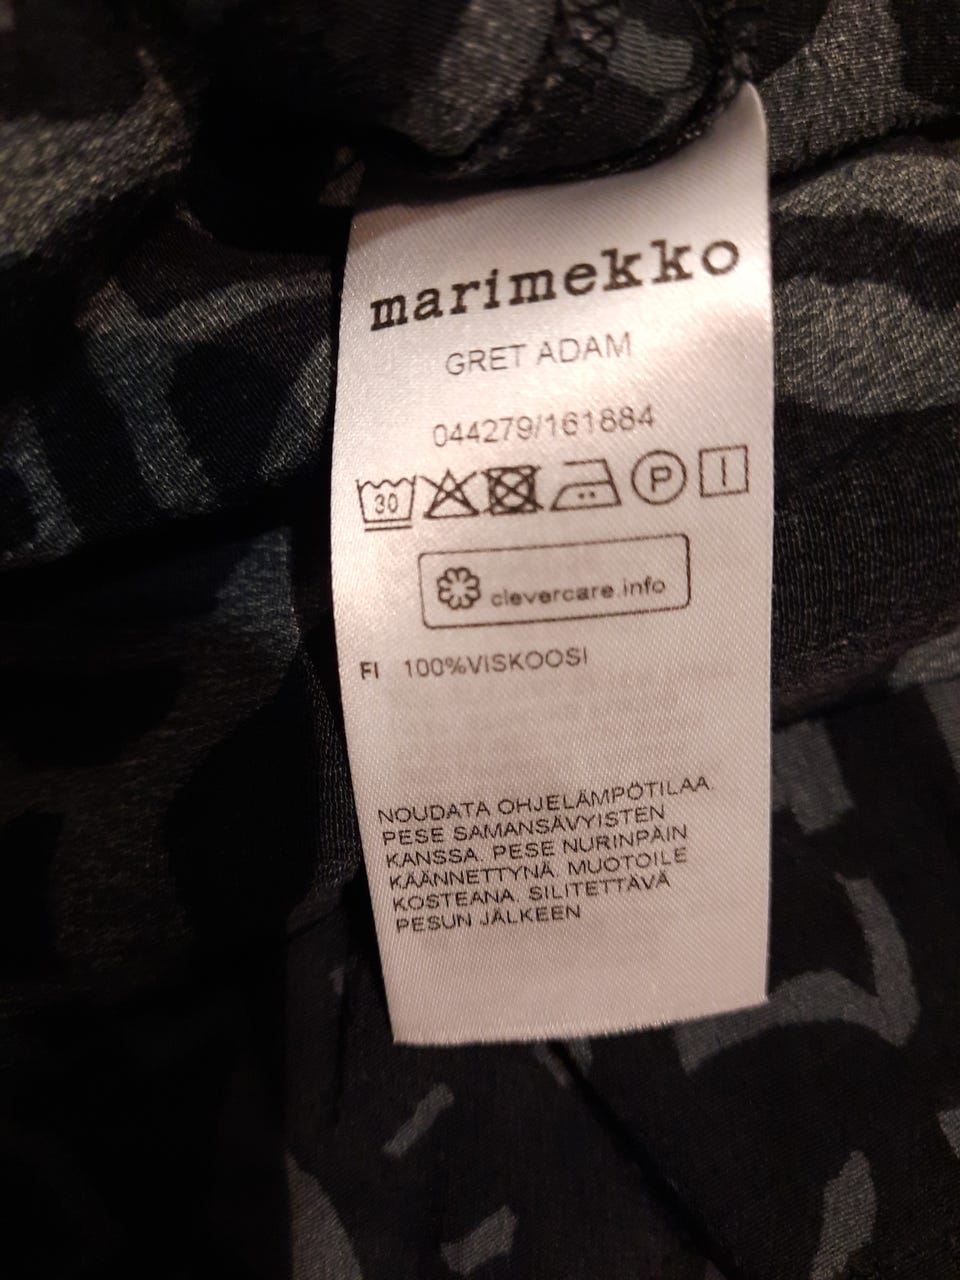 marimekko
GRET ADAM
044279/161884
30 P
clevercare.info
FI 100%VISKOOSI
NOUDATA OHJELÄMPÖTILAA.
PESE SAMANSÄVYISTEN
KANSSA. PESE NURINPÄIN
KÄÄNNETTYNÄ. MUOTOILE
KOSTEANA. SILITETTÄVÄ
PESUN JÄLKEEN